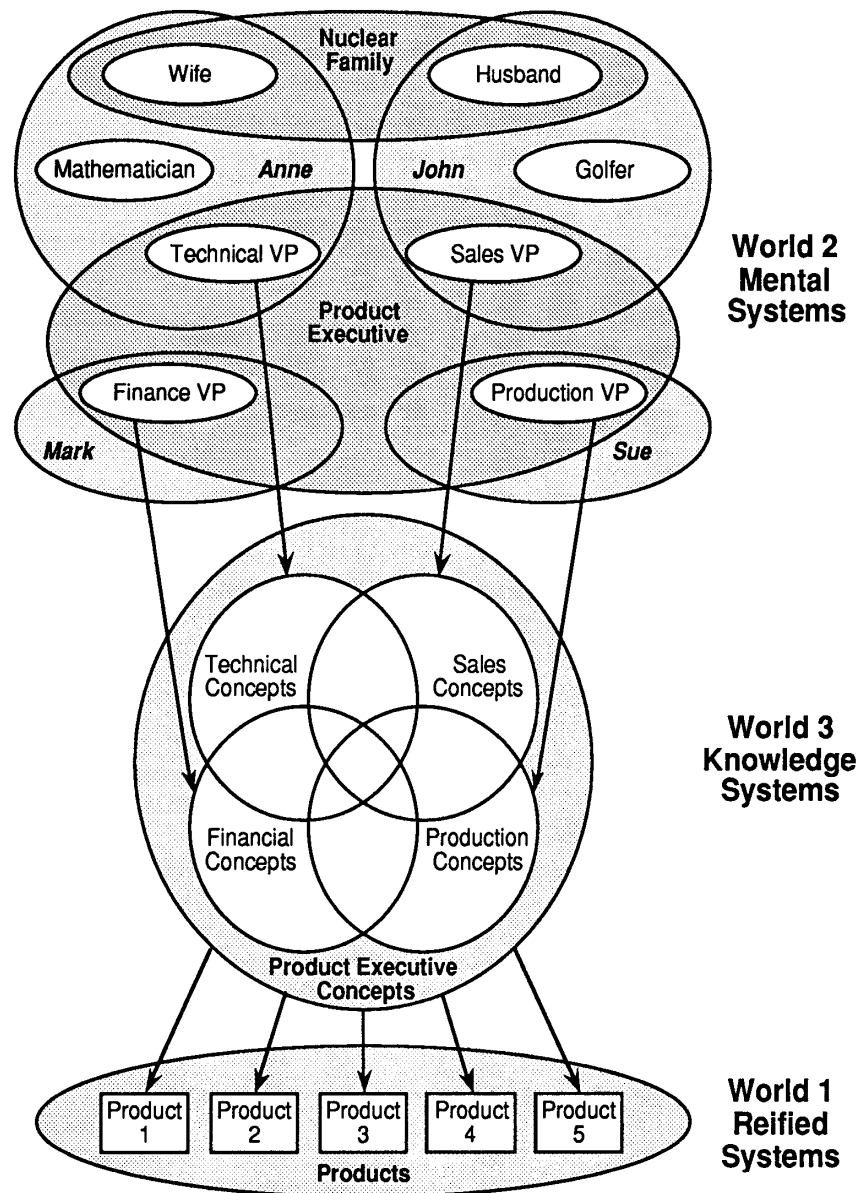 Nuclear
Family
Wife
Husband
Mathematician
Anne
John
Golfer
Technical VP
Sales VP
World 2
Mental
Systems
Product
Executive
Finance VP
Production VP
Mark
Sue
Technical
Concepts
Sales
Concepts
World 3
Knowledge
Systems
Financial
Concepts
Production
Concepts
Product Executive
Concepts
World 1
Reified
Systems
Product
1
Product
2
Product
3
Product
4
Product
5
Products